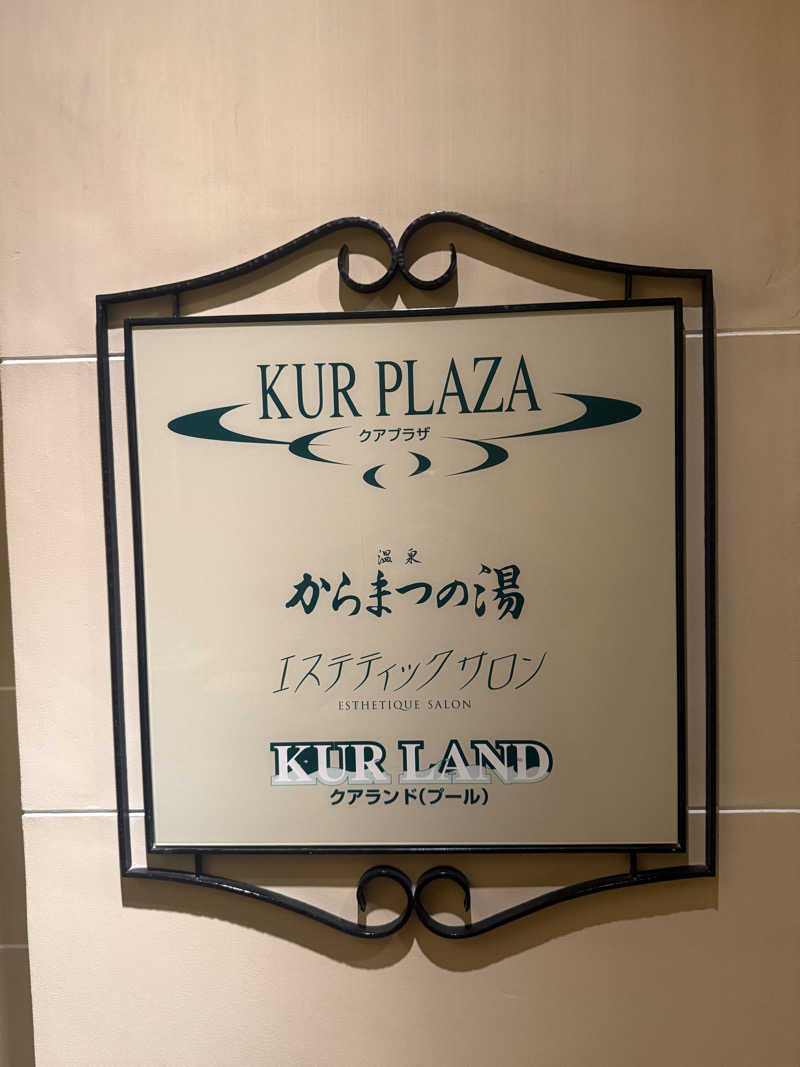 KUR PLAZA
クアプラザ
温泉
からまつの湯
エステティックサロン
ESTHETIQUE SALON
KUR LAND
クアランド(プール)